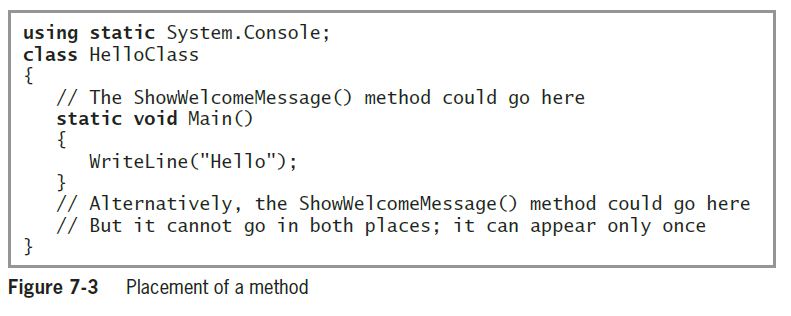 using static System.Console;
class HelloClass
{
// The ShowWelcomeMessage() method could go here
static void Main()
{
WriteLine("Hello");
}
// Alternatively, the ShowWelcomeMessage() method could go here
// But it cannot go in both places; it can appear only once
}
Figure 7-3 Placement of a method